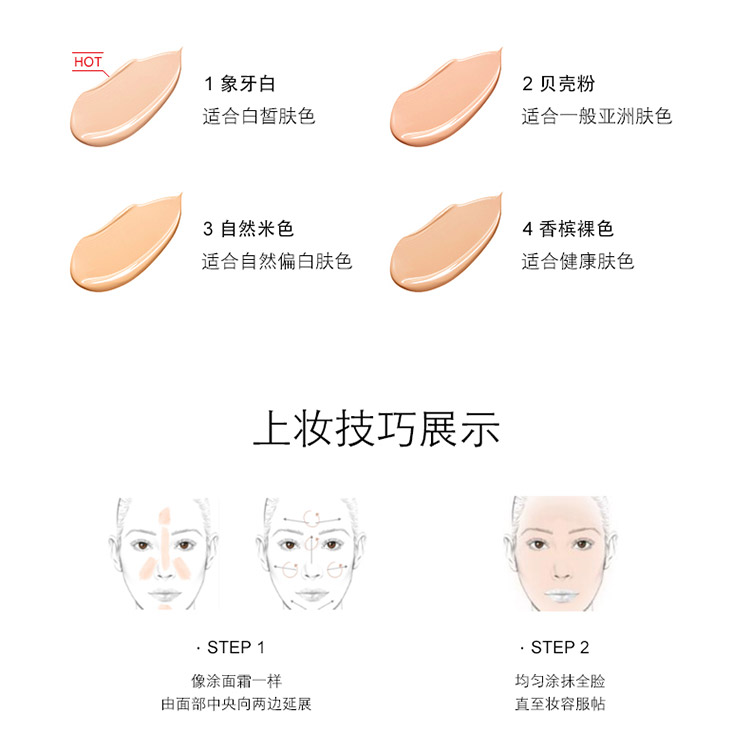 HOT
1 象牙白
适合白皙肤色
2 贝壳粉
适合一般亚洲肤色
3 自然米色
适合自然偏白肤色
4 香槟裸色
适合健康肤色
上妆技巧展示
· STEP 1
像涂面霜一样
由面部中央向两边延展
· STEP 2
均匀涂抹全脸
直至妆容服帖